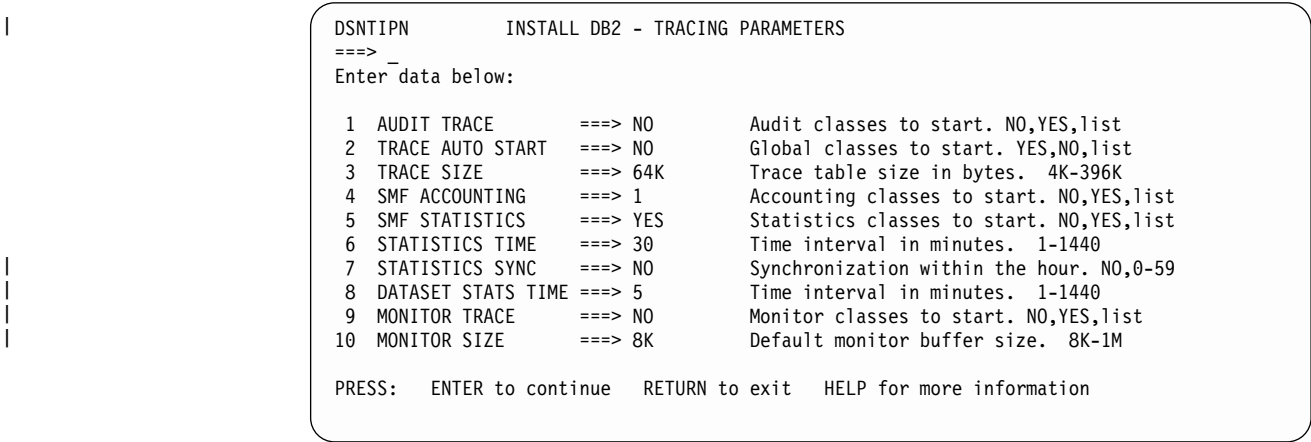 | DSNTIPN INSTALL DB2 - TRACING PARAMETERS
===> _
Enter data below:
1 AUDIT TRACE ===> NO Audit classes to start. NO,YES,list
2 TRACE AUTO START ===> NO Global classes to start. YES,NO,list
3 TRACE SIZE ===> 64K Trace table size in bytes. 4K-396K
4 SMF ACCOUNTING ===> 1 Accounting classes to start. NO,YES,list
5 SMF STATISTICS ===> YES Statistics classes to start. NO,YES,list
6 STATISTICS TIME ===> 30 Time interval in minutes. 1-1440
| 7 STATISTICS SYNC ===> NO Synchronization within the hour. NO,0-59
| 8 DATASET STATS TIME ===> 5 Time interval in minutes. 1-1440
| 9 MONITOR TRACE ===> NO Monitor classes to start. NO,YES,list
| 10 MONITOR SIZE ===> 8K Default monitor buffer size. 8K-1M
PRESS: ENTER to continue RETURN to exit HELP for more information